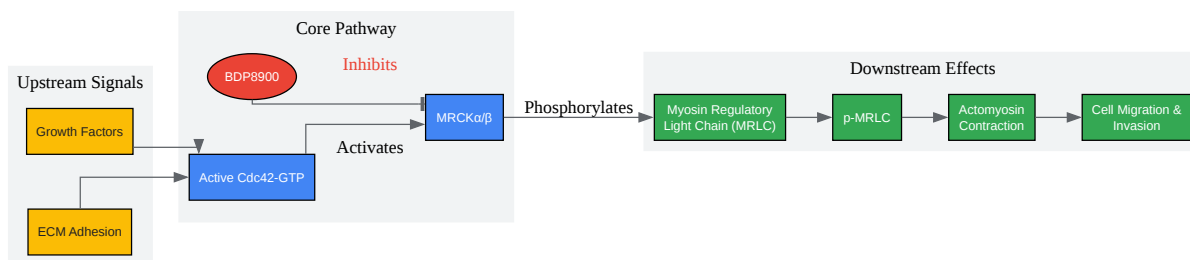 Upstream Signals
Growth Factors
ECM Adhesion
Core Pathway
BDP8900
Inhibits
Active Cdc42-GTP
Activates
MRCKα/β
Phosphorylates
Downstream Effects
Myosin Regulatory
Light Chain (MRLC)
p-MRLC
Actomyosin
Contraction
Cell Migration &
Invasion